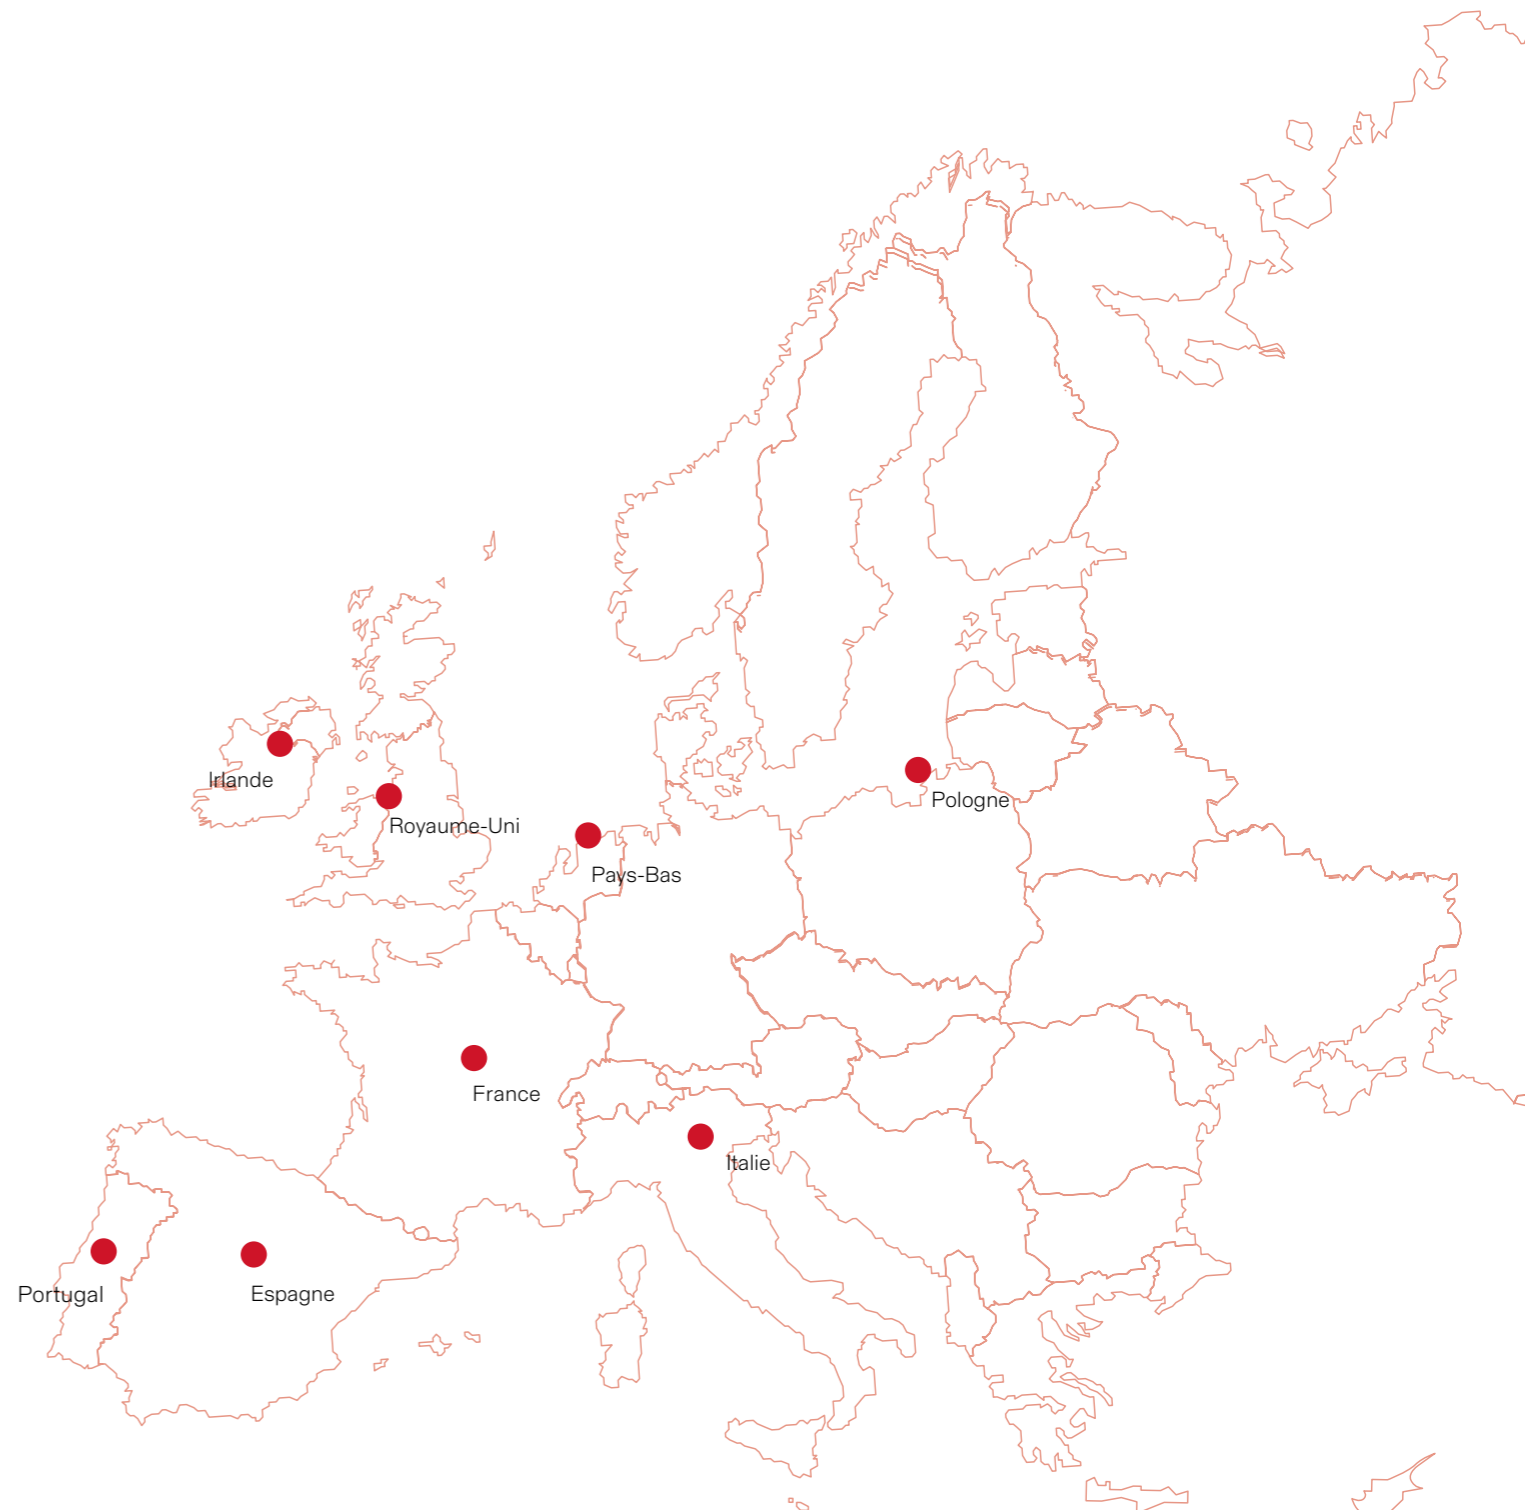 Irlande
Pologne
Royaume-Uni
Pays-Bas
France
Italie
Portugal
Espagne